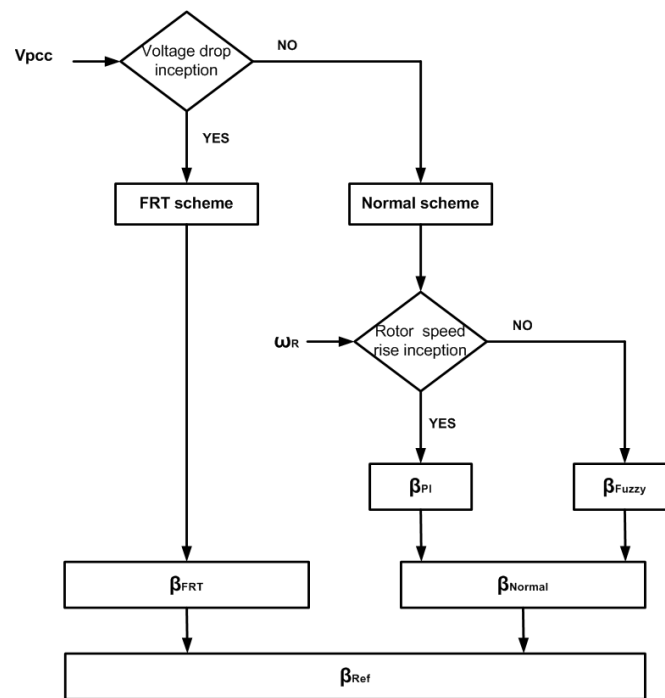 Vpcc
Voltage drop
inception
NO
YES
FRT scheme
Normal scheme
ωR
Rotor speed
rise inception
NO
YES
βPI
βFuzzy
βFRT
βNormal
βRef